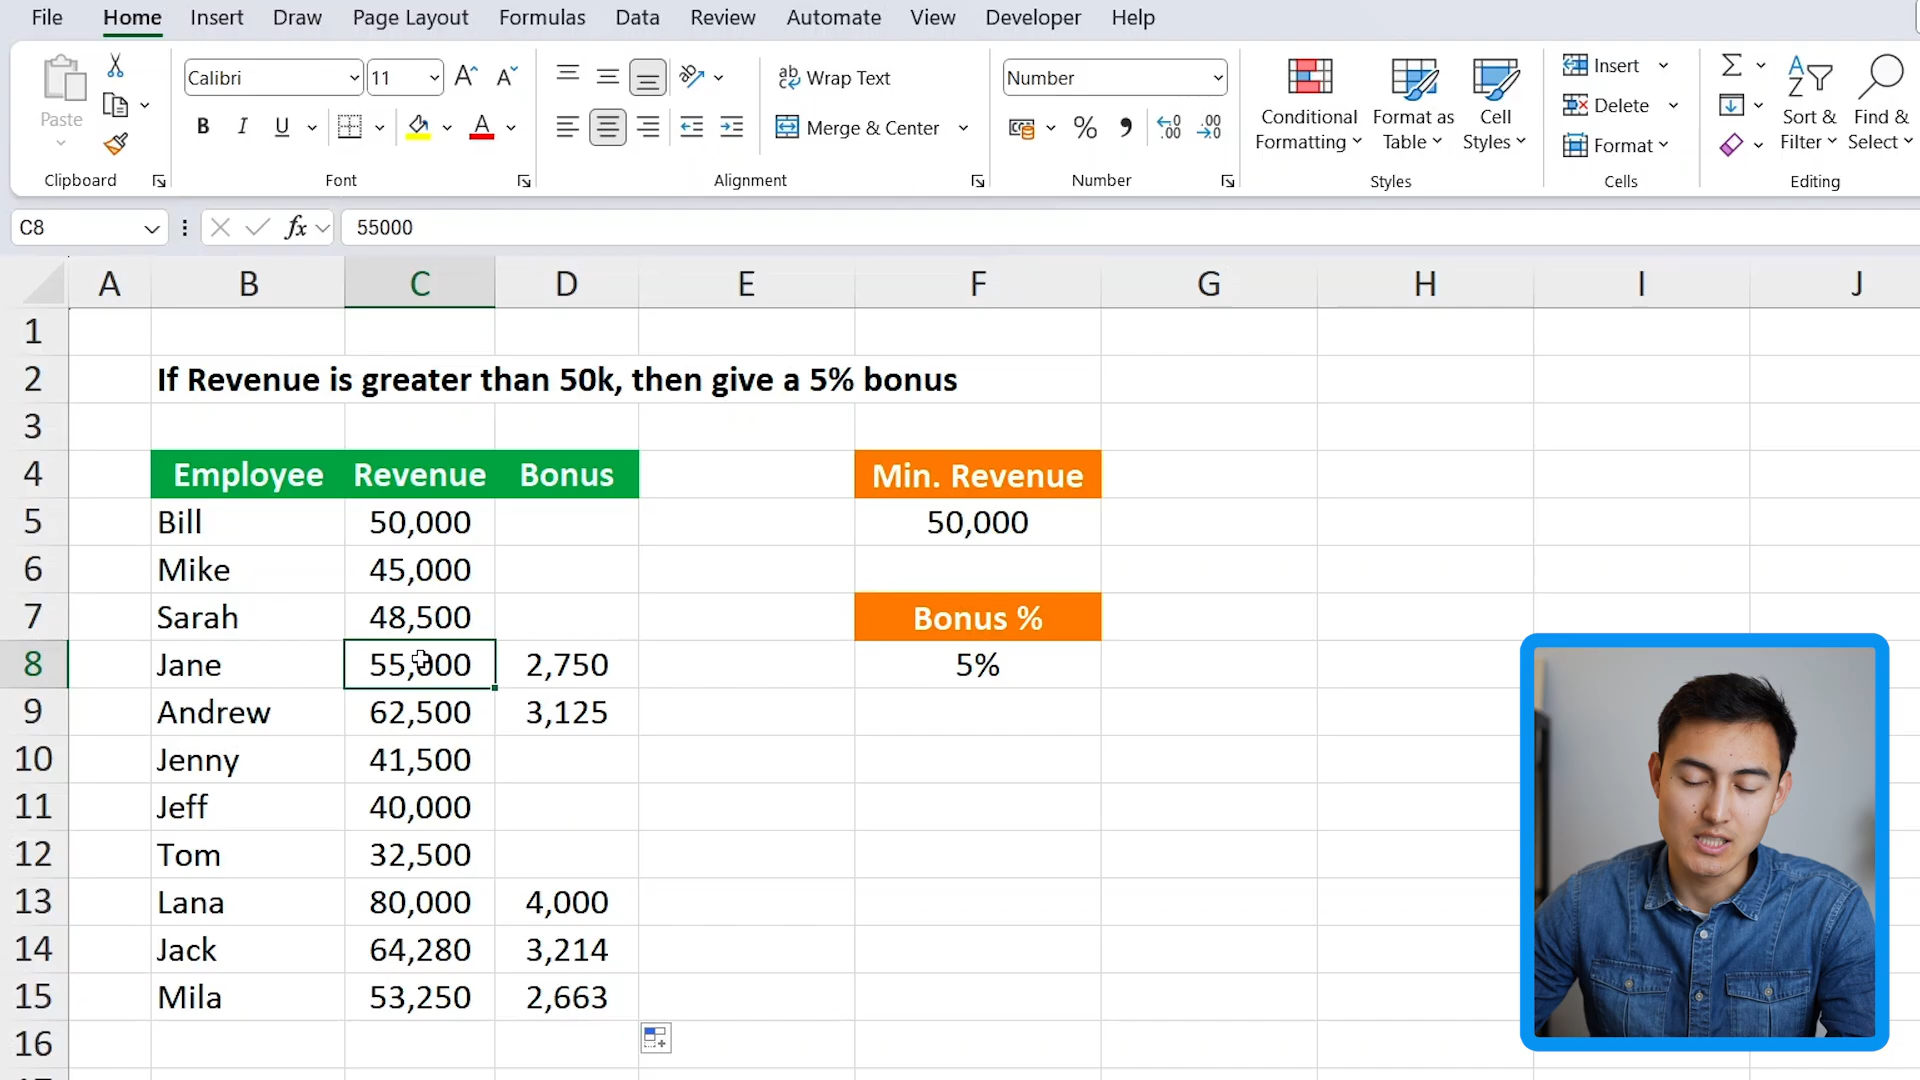 File Home Insert Draw Page Layout Formulas Data Review Automate View Developer Help
Paste
Calibri 11 A A
B I U A
ab Wrap Text
Merge & Center
Number
% 9
Conditional Formatting
Format as Table
Cell Styles
Insert
Delete
Format
Sort & Filter
Find & Select
Clipboard Font Alignment Number Styles Cells Editing
C8 fx 55000
A B C D E F G H I J
1
2 If Revenue is greater than 50k, then give a 5% bonus
3
4 Employee Revenue Bonus Min. Revenue
5 Bill 50,000 50,000
6 Mike 45,000
7 Sarah 48,500 Bonus %
8 Jane 55,000 2,750 5%
9 Andrew 62,500 3,125
10 Jenny 41,500
11 Jeff 40,000
12 Tom 32,500
13 Lana 80,000 4,000
14 Jack 64,280 3,214
15 Mila 53,250 2,663
16